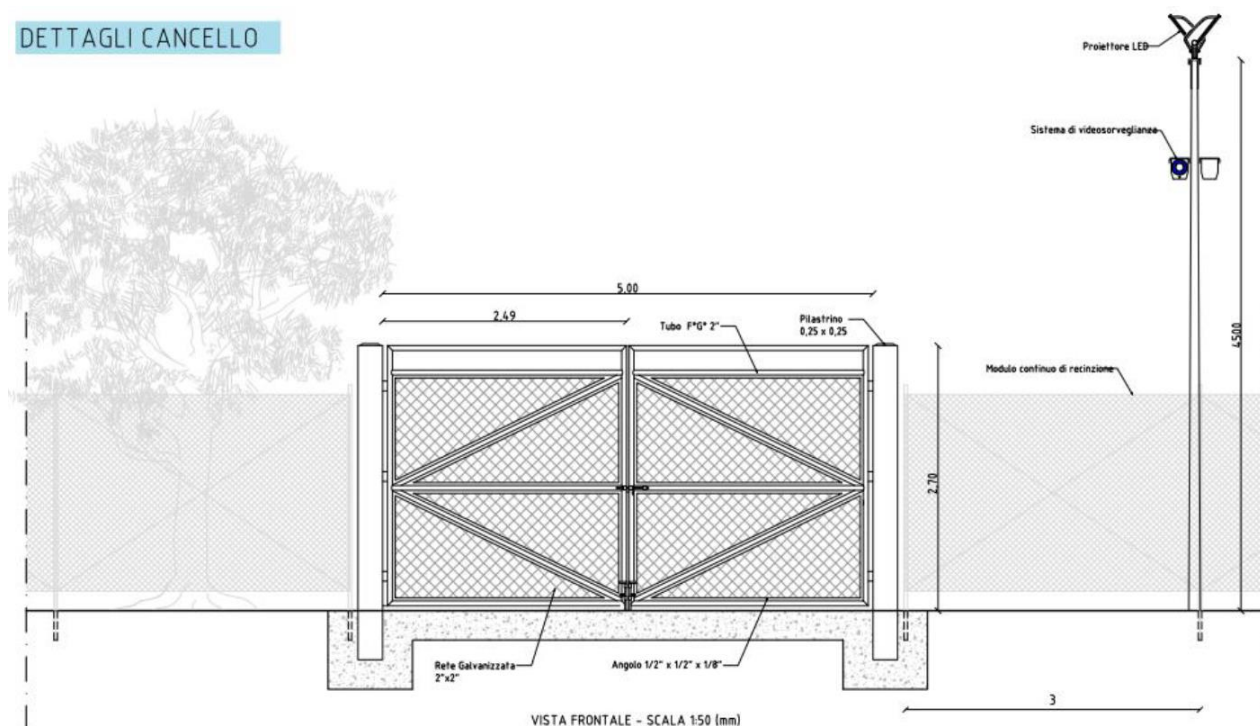 DETTAGLI CANCELLO
Proiettore LED
Sistema di videosorveglianza
5.00
2.49
Tubo F*G* 2"
Pilastrino
0,25 x 0,25
4500
Modulo continuo di recinzione
2.70
Rete Galvanizzata
2"x2"
Angolo 1/2" x 1/2" x 1/8"
3
VISTA FRONTALE - SCALA 1:50 (mm)